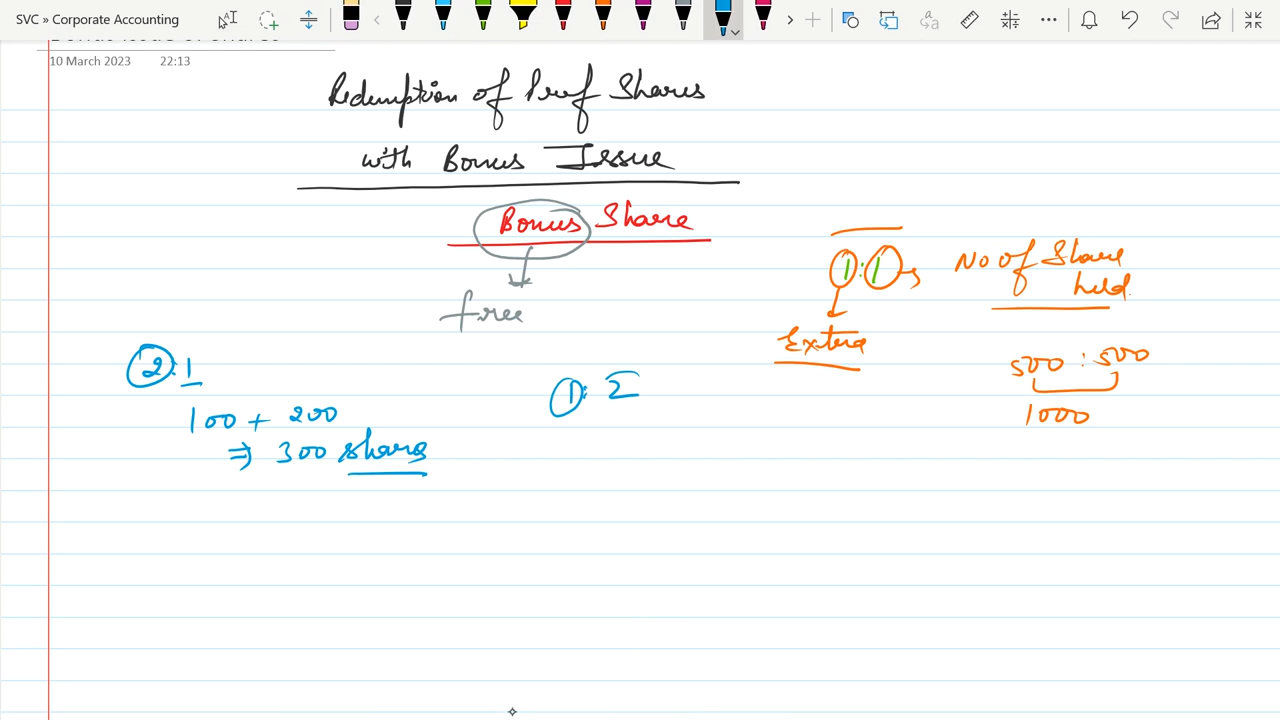 SVC » Corporate Accounting
10 March 2023 22:13
Redemption of Pref Shares
with Bonus Issue
Bonus Share
free
1:1 → No of Share held
Extra
500 : 500
1000
2:1
100 + 200
⇒ 300 shares
1:2